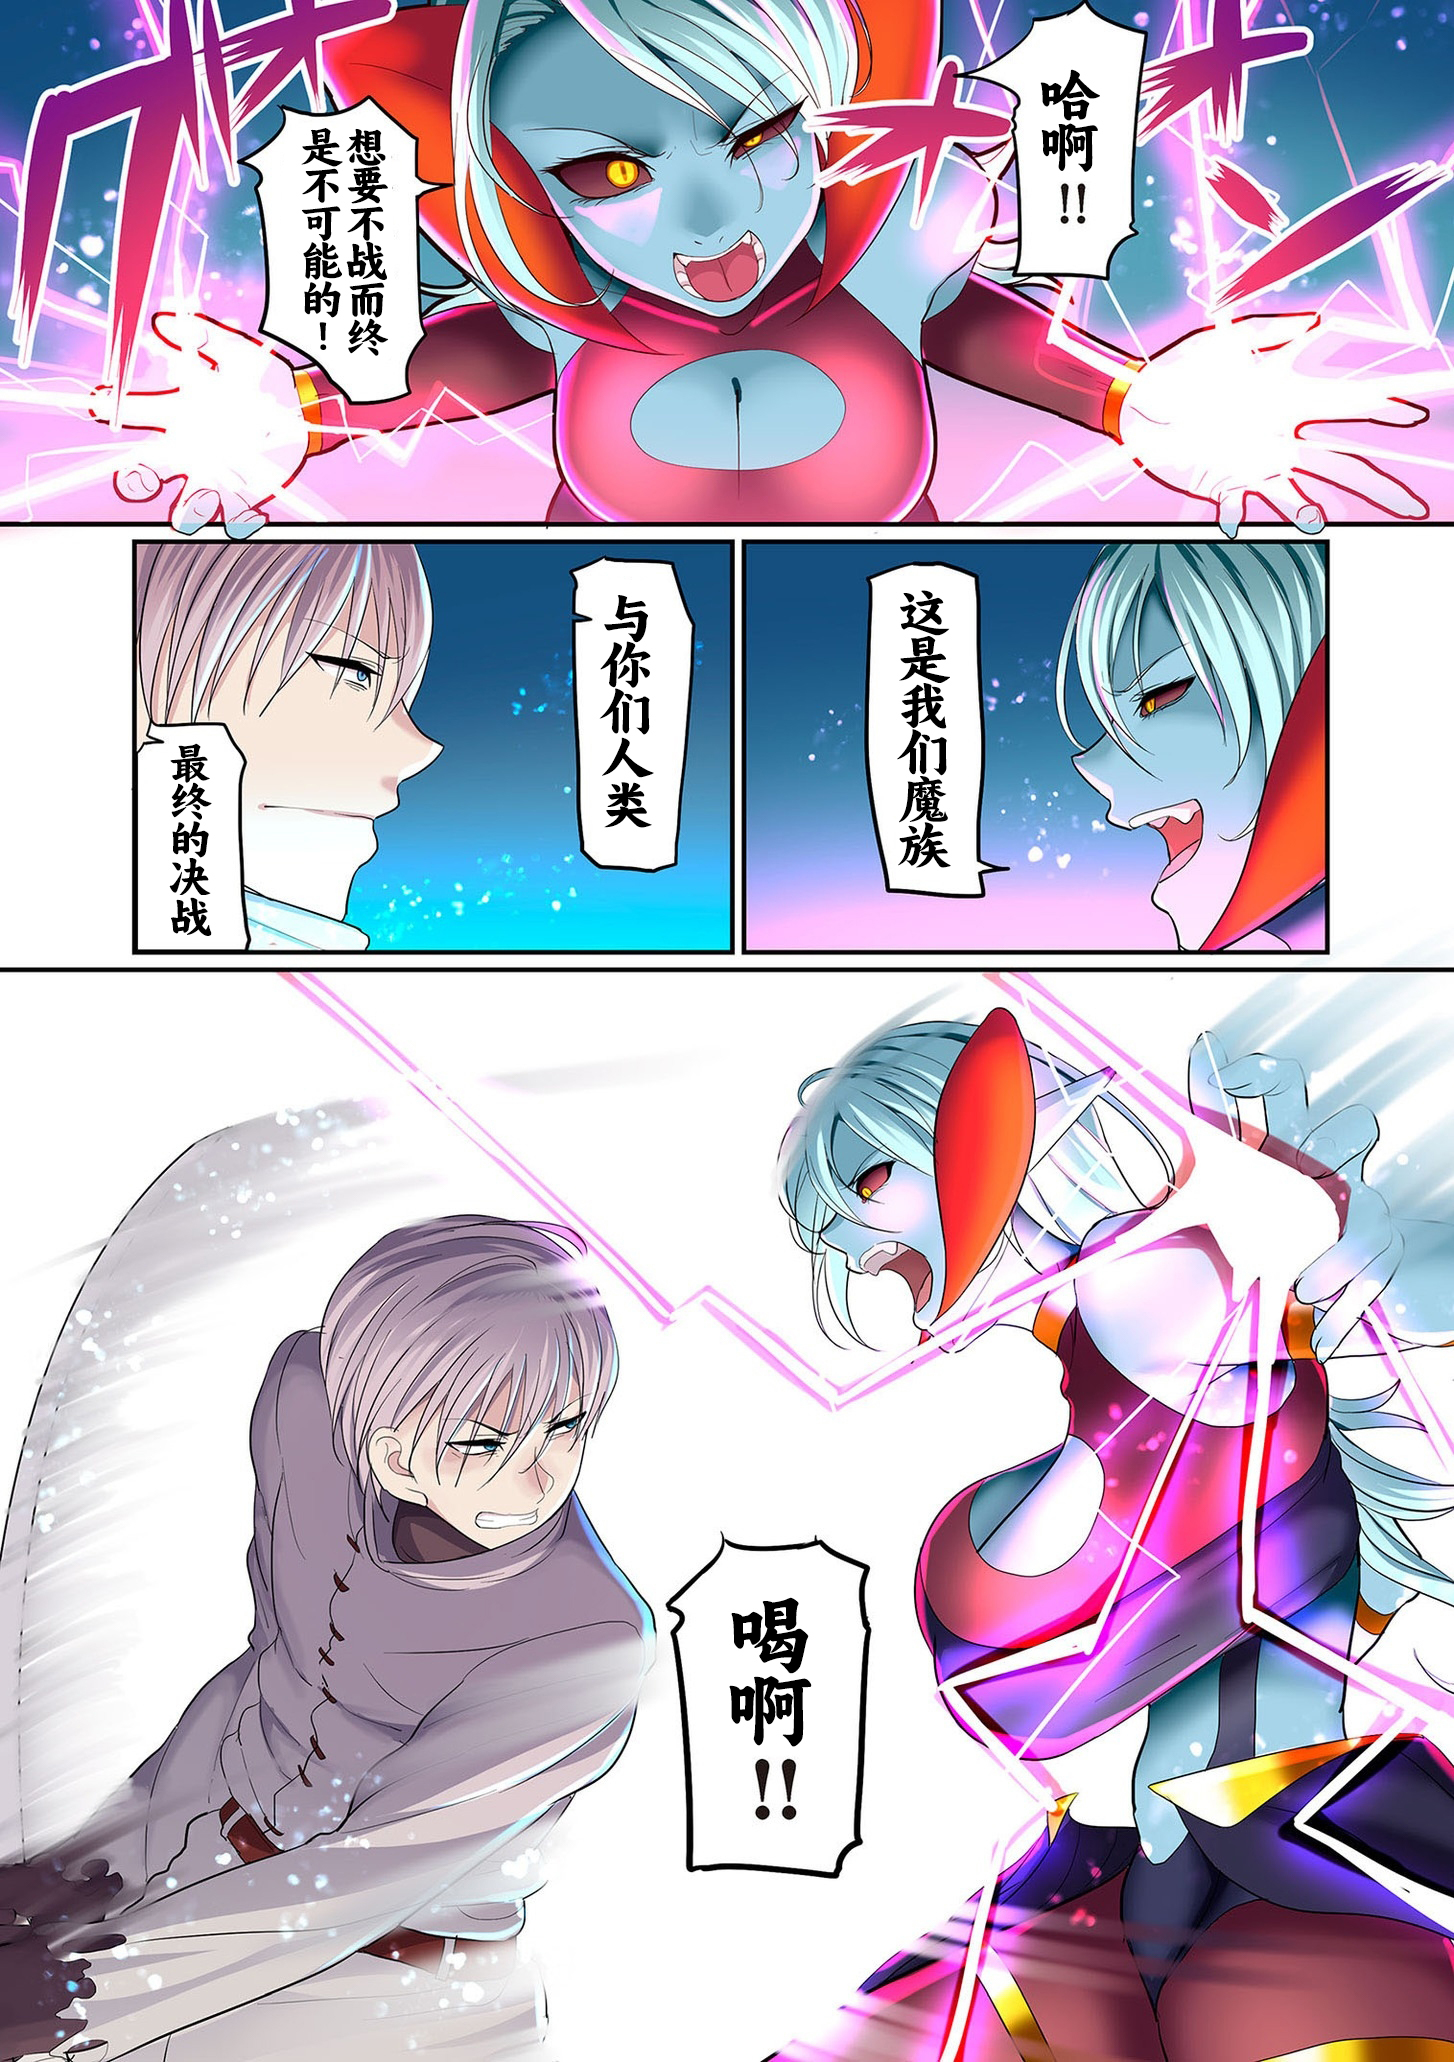 哈啊!!
想要不战而终
是不可能的！
这是我们魔族
与你们人类
最终的决战
喝啊!!